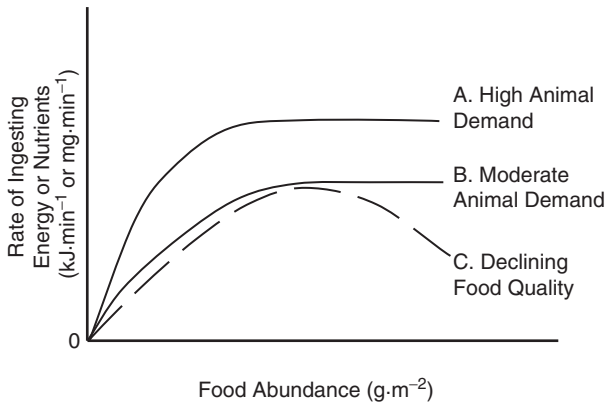 Rate of Ingesting
Energy or Nutrients
(kJ·min⁻¹ or mg·min⁻¹)
A. High Animal
Demand
B. Moderate
Animal Demand
C. Declining
Food Quality
0
Food Abundance (g·m⁻²)